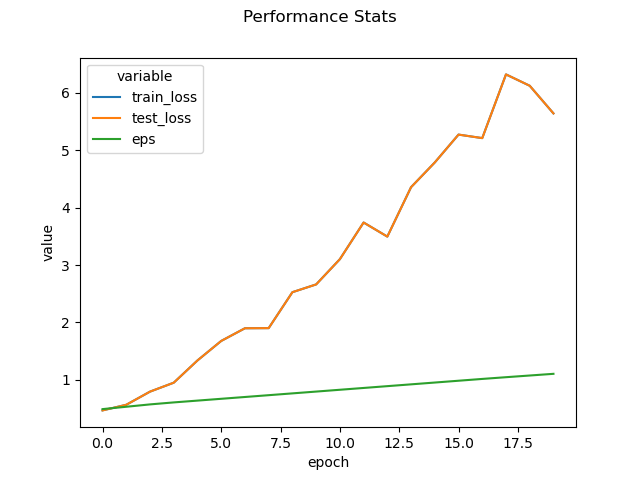 Performance Stats
variable
train_loss
test_loss
eps
6
5
4
3
2
1
value
0.0 2.5 5.0 7.5 10.0 12.5 15.0 17.5
epoch